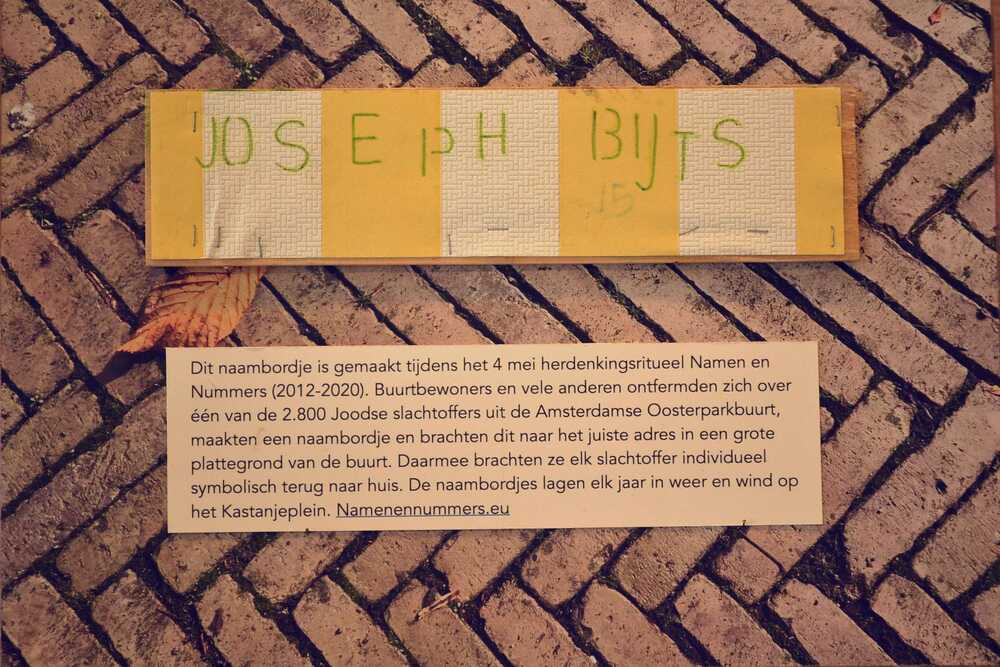 JOSEPH BIJTS
15
Dit naambordje is gemaakt tijdens het 4 mei herdenkingsritueel Namen en
Nummers (2012-2020). Buurtbewoners en vele anderen ontfermden zich over
één van de 2.800 Joodse slachtoffers uit de Amsterdamse Oosterparkbuurt,
maakten een naambordje en brachten dit naar het juiste adres in een grote
plattegrond van de buurt. Daarmee brachten ze elk slachtoffer individueel
symbolisch terug naar huis. De naambordjes lagen elk jaar in weer en wind op
het Kastanjeplein. Namenennummers.eu